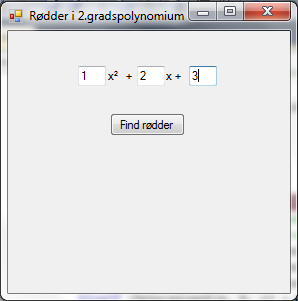 Rødder i 2.gradspolynomium
1 x² + 2 x + 3
Find rødder